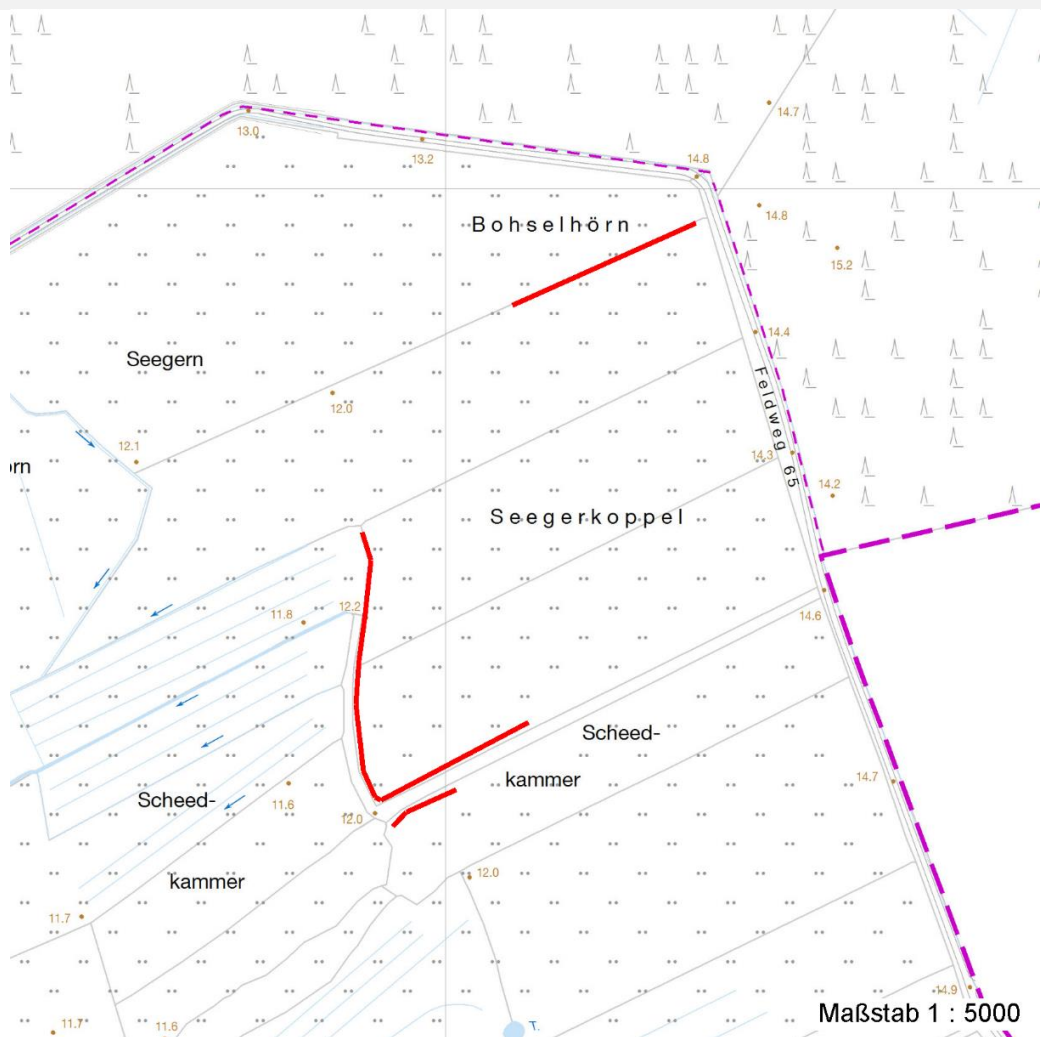 14.7
13.0
13.2
14.8
14.8
Bohselhörn
15.2
14.4
Seegern
12.0
Feldweg 65
12.1
14.3
orn
14.2
Seegerkoppel
12.2
11.8
14.6
Scheed-
kammer
14.7
Scheed-
11.6
12.0
kammer
12.0
11.7
14.9
Maßstab 1 : 5000
11.7
11.6
T.